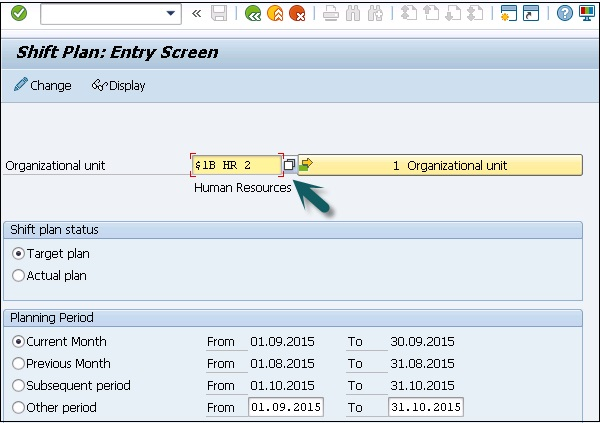 Shift Plan: Entry Screen
Change Display
Organizational unit $1B HR 2 1 Organizational unit
Human Resources
Shift plan status
Target plan
Actual plan
Planning Period
Current Month From 01.09.2015 To 30.09.2015
Previous Month From 01.08.2015 To 31.08.2015
Subsequent period From 01.10.2015 To 31.10.2015
Other period From 01.09.2015 To 31.10.2015